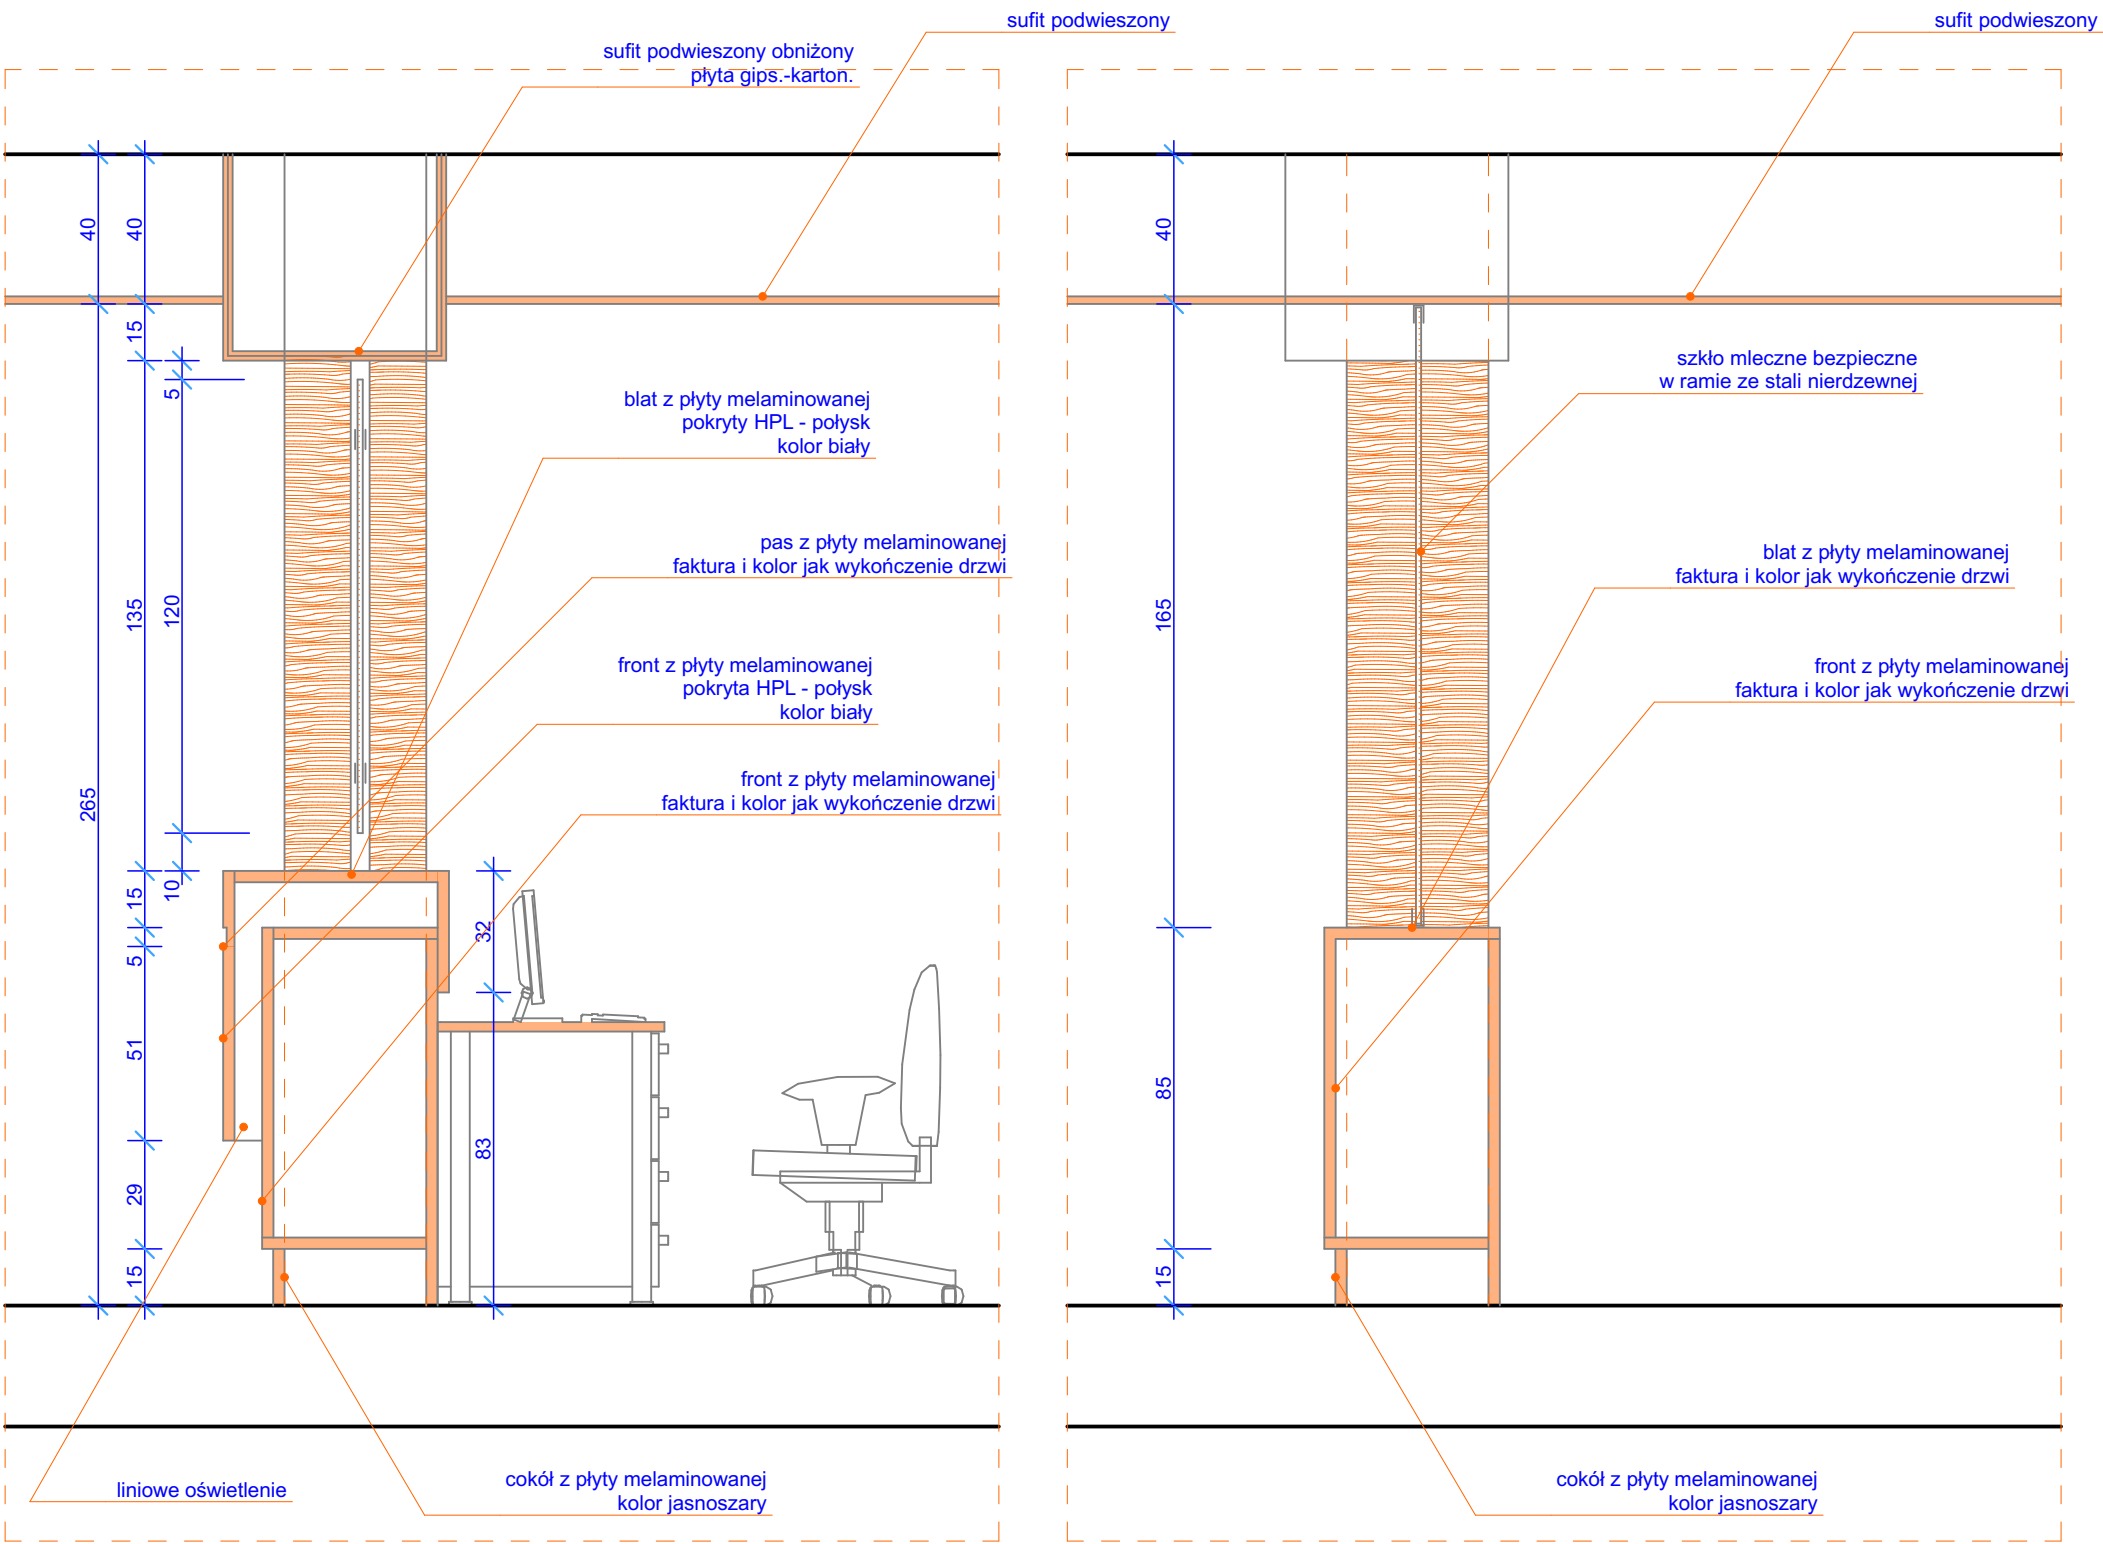 sufit podwieszony
sufit podwieszony obniżony
płyta gips.-karton.
40
40
15
5
blat z płyty melaminowanej
pokryty HPL - połysk
kolor biały
pas z płyty melaminowanej
faktura i kolor jak wykończenie drzwi
135
120
265
front z płyty melaminowanej
pokryta HPL - połysk
kolor biały
front z płyty melaminowanej
faktura i kolor jak wykończenie drzwi
15
10
32
5
51
83
29
15
liniowe oświetlenie
cokół z płyty melaminowanej
kolor jasnoszary
sufit podwieszony
40
szkło mleczne bezpieczne
w ramie ze stali nierdzewnej
blat z płyty melaminowanej
faktura i kolor jak wykończenie drzwi
165
front z płyty melaminowanej
faktura i kolor jak wykończenie drzwi
85
15
cokół z płyty melaminowanej
kolor jasnoszary